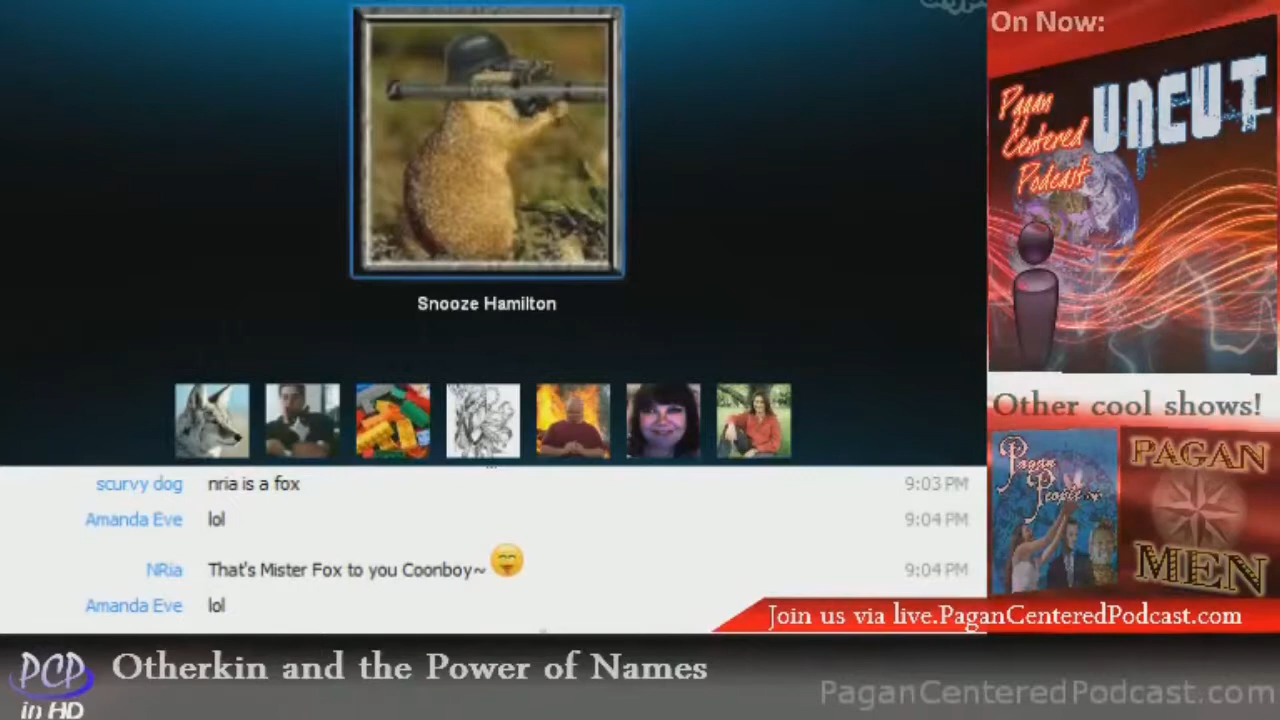 On Now:
Pagan
Centered
Podcast
UNCUT
Snooze Hamilton
Other cool shows!
Pagan
People
PAGAN
MEN
scurvy dog nria is a fox 9:03 PM
Amanda Eve lol 9:04 PM
NRia That's Mister Fox to you Coonboy~ 9:04 PM
Amanda Eve lol
Join us via live.PaganCenteredPodcast.com
PCP
in HD
Otherkin and the Power of Names
PaganCenteredPodcast.com